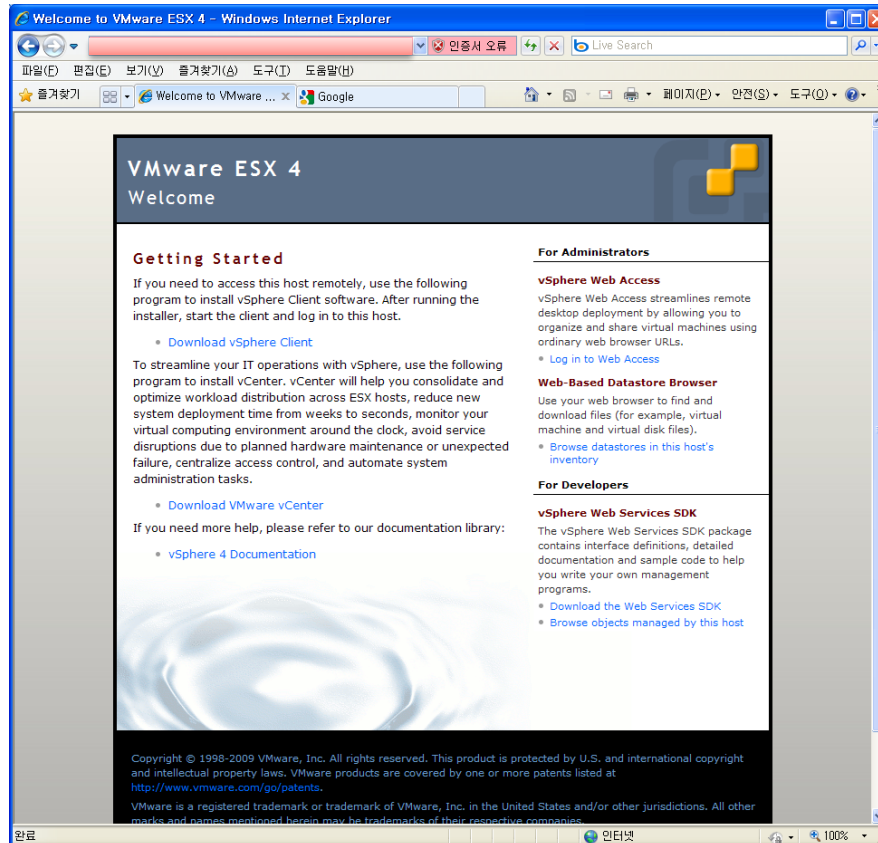 Welcome to VMware ESX 4 - Windows Internet Explorer
인증서 오류
Live Search
파일(F) 편집(E) 보기(V) 즐겨찾기(A) 도구(T) 도움말(H)
즐겨찾기
Welcome to VMware ...
Google
페이지(P)
안전(S)
도구(O)
VMware ESX 4
Welcome
Getting Started
If you need to access this host remotely, use the following
program to install vSphere Client software. After running the
installer, start the client and log in to this host.
Download vSphere Client
To streamline your IT operations with vSphere, use the following
program to install vCenter. vCenter will help you consolidate and
optimize workload distribution across ESX hosts, reduce new
system deployment time from weeks to seconds, monitor your
virtual computing environment around the clock, avoid service
disruptions due to planned hardware maintenance or unexpected
failure, centralize access control, and automate system
administration tasks.
Download VMware vCenter
If you need more help, please refer to our documentation library:
vSphere 4 Documentation
For Administrators
vSphere Web Access
vSphere Web Access streamlines remote
desktop deployment by allowing you to
organize and share virtual machines using
ordinary web browser URLs.
Log in to Web Access
Web-Based Datastore Browser
Use your web browser to find and
download files (for example, virtual
machine and virtual disk files).
Browse datastores in this host's
inventory
For Developers
vSphere Web Services SDK
The vSphere Web Services SDK package
contains interface definitions, detailed
documentation and sample code to help
you write your own management
programs.
Download the Web Services SDK
Browse objects managed by this host
Copyright © 1998-2009 VMware, Inc. All rights reserved. This product is protected by U.S. and international copyright
and intellectual property laws. VMware products are covered by one or more patents listed at
http://www.vmware.com/go/patents.
VMware is a registered trademark or trademark of VMware, Inc. in the United States and/or other jurisdictions. All other
marks and names mentioned herein may be trademarks of their respective companies.
완료
인터넷
100%